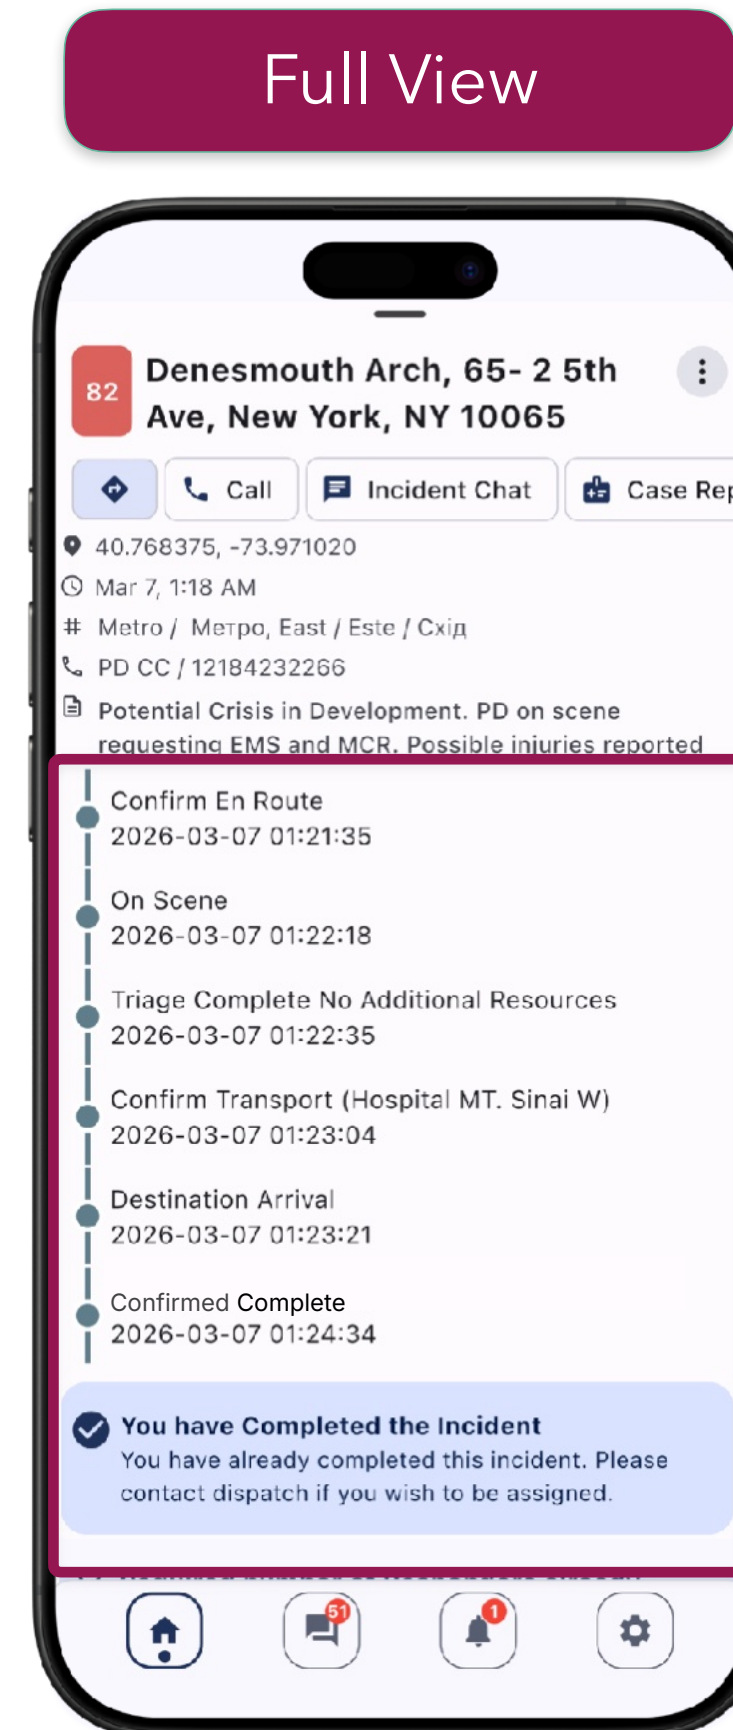 Full View
82
Denesmouth Arch, 65- 2 5th
Ave, New York, NY 10065
Call
Incident Chat
Case Rep
40.768375, -73.971020
Mar 7, 1:18 AM
# Metro / Метро, East / Este / Схід
PD CC / 12184232266
Potential Crisis in Development. PD on scene
requesting EMS and MCR. Possible injuries reported
Confirm En Route
2026-03-07 01:21:35
On Scene
2026-03-07 01:22:18
Triage Complete No Additional Resources
2026-03-07 01:22:35
Confirm Transport (Hospital MT. Sinai W)
2026-03-07 01:23:04
Destination Arrival
2026-03-07 01:23:21
Confirmed Complete
2026-03-07 01:24:34
You have Completed the Incident
You have already completed this incident. Please
contact dispatch if you wish to be assigned.
51
1